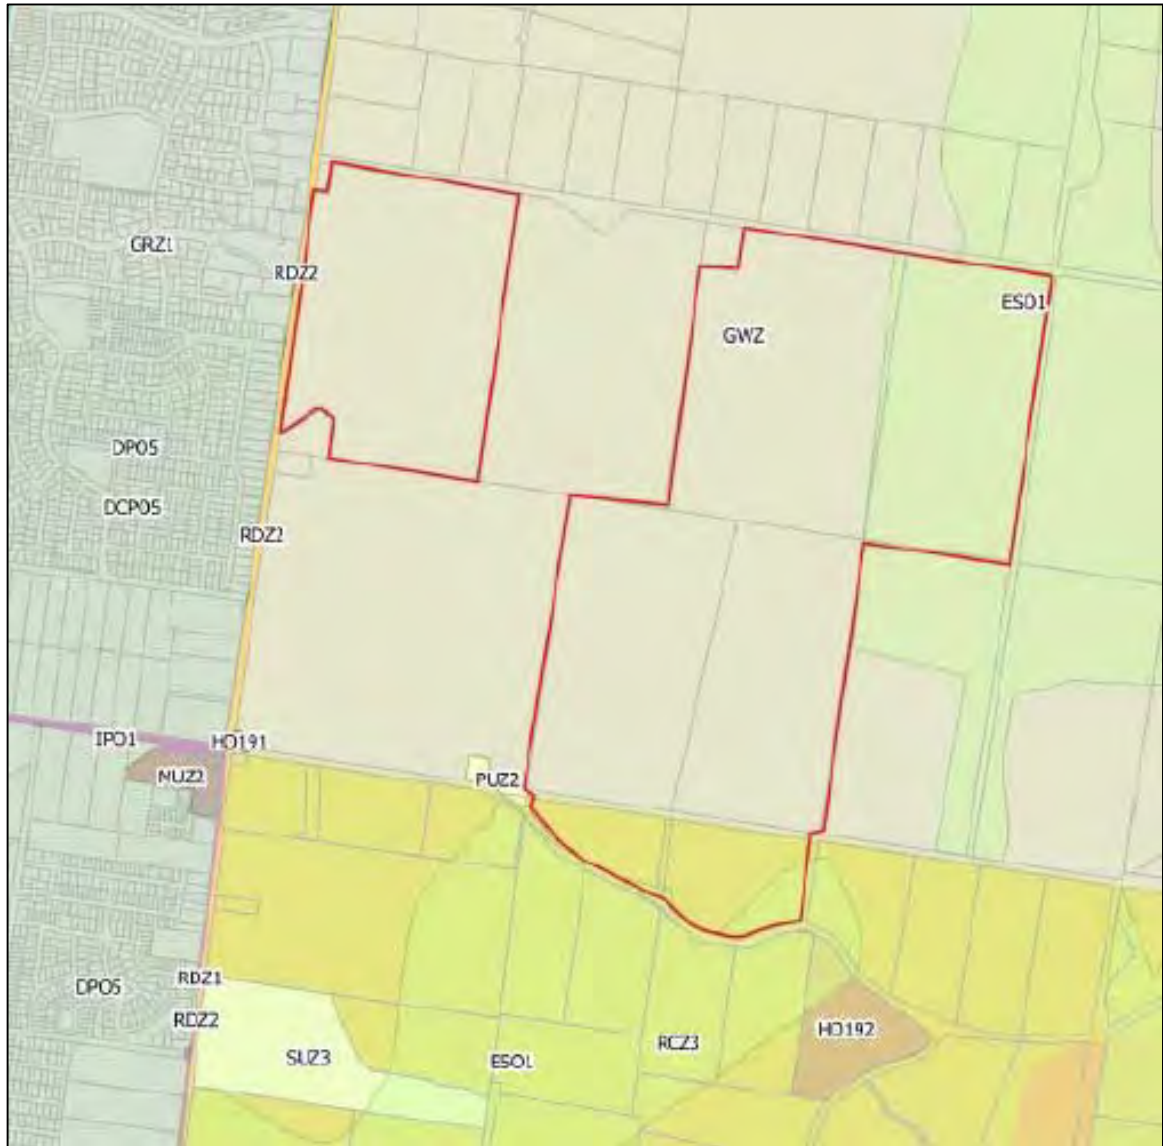 GRZ1
RDZ2
ESO1
GWZ
DPO5
DCPO5
RDZ2
IPO1
HO191
MUZ2
PUZ2
RDZ1
DPO5
RDZ2
HO192
RCZ3
SUZ3
ESO1